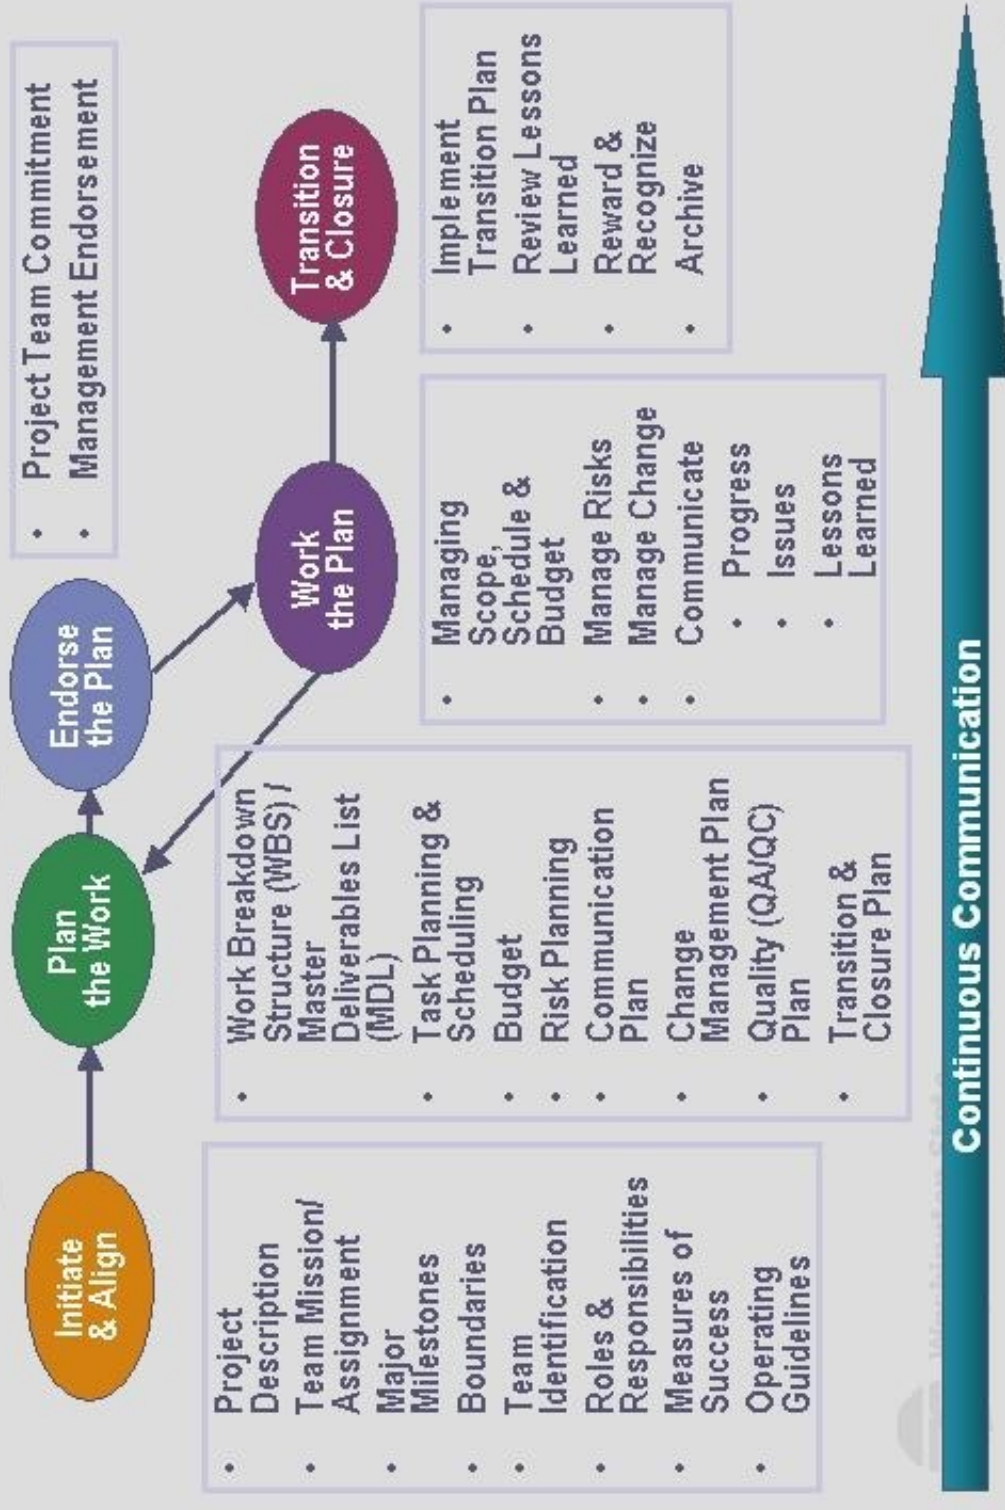 Initiate
& Align
Plan
the Work
Endorse
the Plan
Work
the Plan
Transition
& Closure
• Project Team Commitment
• Management Endorsement
• Project
Description
• Team Mission/
Assignment
• Major
Milestones
• Boundaries
• Team
Identification
• Roles &
Responsibilities
• Measures of
Success
• Operating
Guidelines
• Work Breakdown
Structure (WBS) /
Master
Deliverables List
(MDL)
• Task Planning &
Scheduling
• Budget
• Risk Planning
• Communication
Plan
• Change
Management Plan
• Quality (QA/QC)
Plan
• Transition &
Closure Plan
• Managing
Scope,
Schedule &
Budget
• Manage Risks
• Manage Change
• Communicate
• Progress
• Issues
• Lessons
Learned
• Implement
Transition Plan
• Review Lessons
Learned
• Reward &
Recognize
• Archive
Continuous Communication